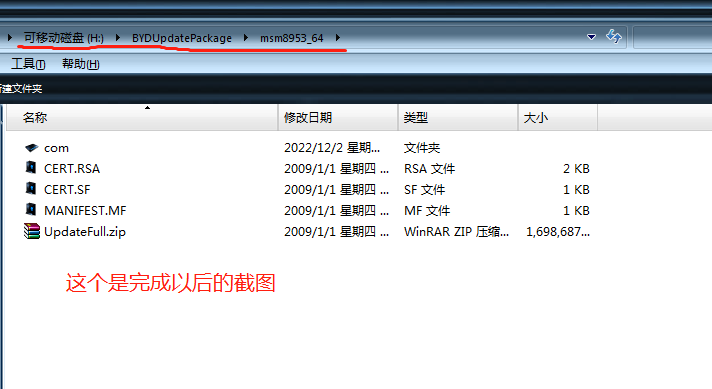 可移动磁盘 (H:) ▸ BYDUpdatePackage ▸ msm8953_64 ▸
工具(T) 帮助(H)
新建文件夹
名称 修改日期 类型 大小
com 2022/12/2 星期... 文件夹
CERT.RSA 2009/1/1 星期四 ... RSA 文件 2 KB
CERT.SF 2009/1/1 星期四 ... SF 文件 1 KB
MANIFEST.MF 2009/1/1 星期四 ... MF 文件 1 KB
UpdateFull.zip 2009/1/1 星期四 ... WinRAR ZIP 压缩... 1,698,687...
这个是完成以后的截图